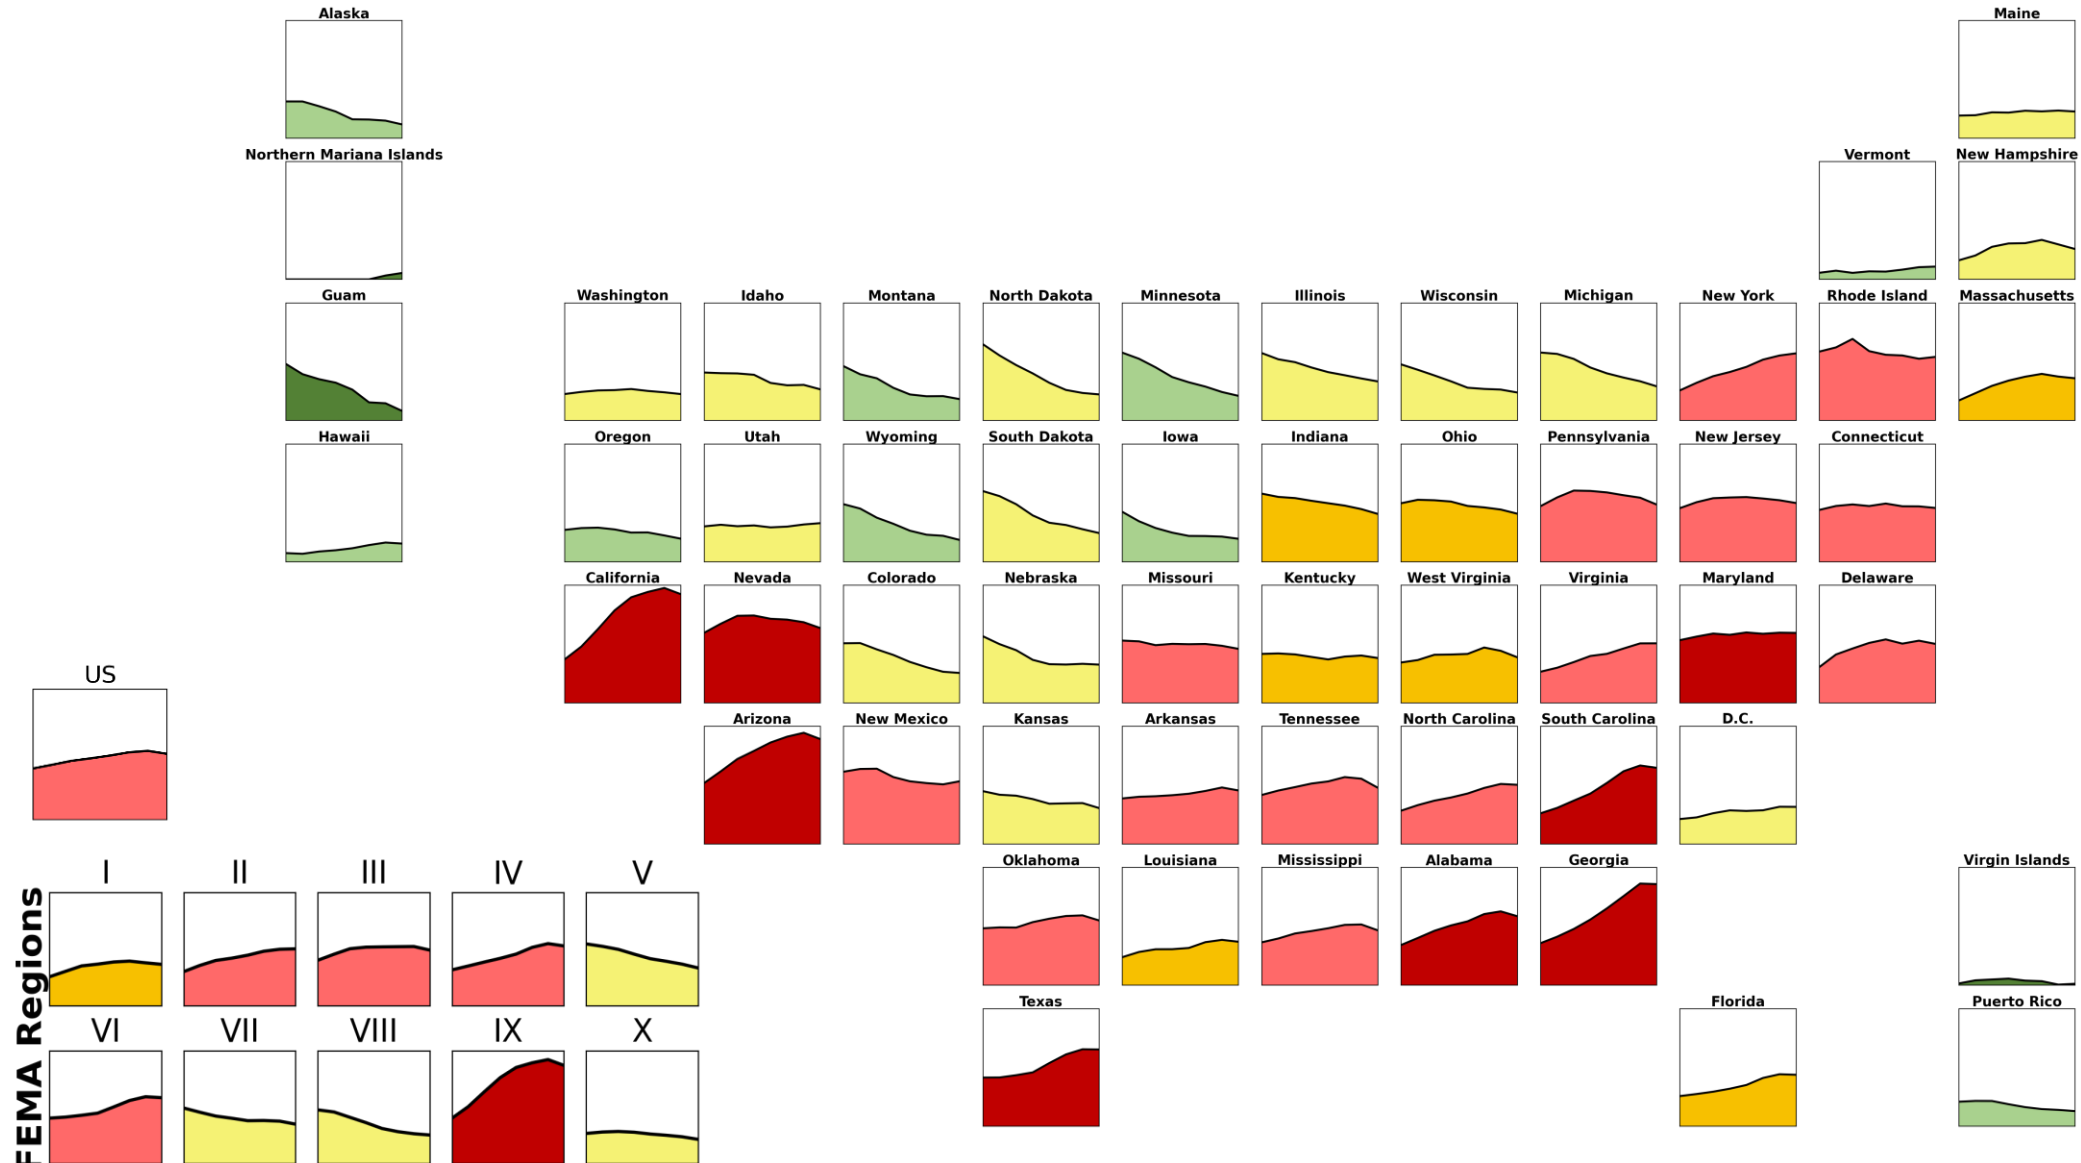 Alaska
Maine
Northern Mariana Islands
Vermont
New Hampshire
Guam
Washington
Idaho
Montana
North Dakota
Minnesota
Illinois
Wisconsin
Michigan
New York
Rhode Island
Massachusetts
Hawaii
Oregon
Utah
Wyoming
South Dakota
Iowa
Indiana
Ohio
Pennsylvania
New Jersey
Connecticut
California
Nevada
Colorado
Nebraska
Missouri
Kentucky
West Virginia
Virginia
Maryland
Delaware
US
Arizona
New Mexico
Kansas
Arkansas
Tennessee
North Carolina
South Carolina
D.C.
Oklahoma
Louisiana
Mississippi
Alabama
Georgia
Virgin Islands
Texas
Florida
Puerto Rico
FEMA Regions
I
II
III
IV
V
VI
VII
VIII
IX
X